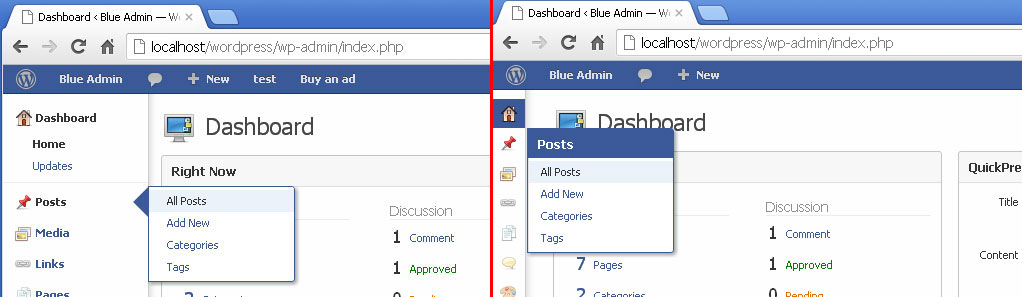 Dashboard ‹ Blue Admin — W
localhost/wordpress/wp-admin/index.php
Blue Admin New test Buy an ad
Dashboard
Home
Updates
Posts
Media
Links
Pages
Dashboard
Right Now
All Posts
Add New
Categories
Tags
Discussion
1 Comment
1 Approved
0 Pending
Dashboard ‹ Blue Admin — Wo
localhost/wordpress/wp-admin/index.php
Blue Admin New
Dashboard
Posts
All Posts
Add New
Categories
Tags
7 Pages
2 Categories
Discussion
1 Comment
1 Approved
0 Pending
QuickPre
Title
Content